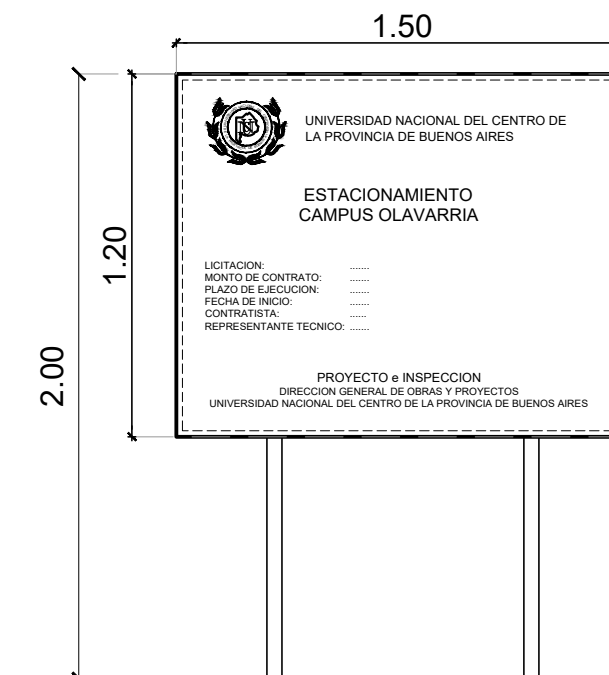 1.50
UNIVERSIDAD NACIONAL DEL CENTRO DE
LA PROVINCIA DE BUENOS AIRES
ESTACIONAMIENTO
CAMPUS OLAVARRIA
1.20
2.00
LICITACION: .......
MONTO DE CONTRATO: .......
PLAZO DE EJECUCION: .......
FECHA DE INICIO: .......
CONTRATISTA: ......
REPRESENTANTE TECNICO: .......
PROYECTO e INSPECCION
DIRECCION GENERAL DE OBRAS Y PROYECTOS
UNIVERSIDAD NACIONAL DEL CENTRO DE LA PROVINCIA DE BUENOS AIRES